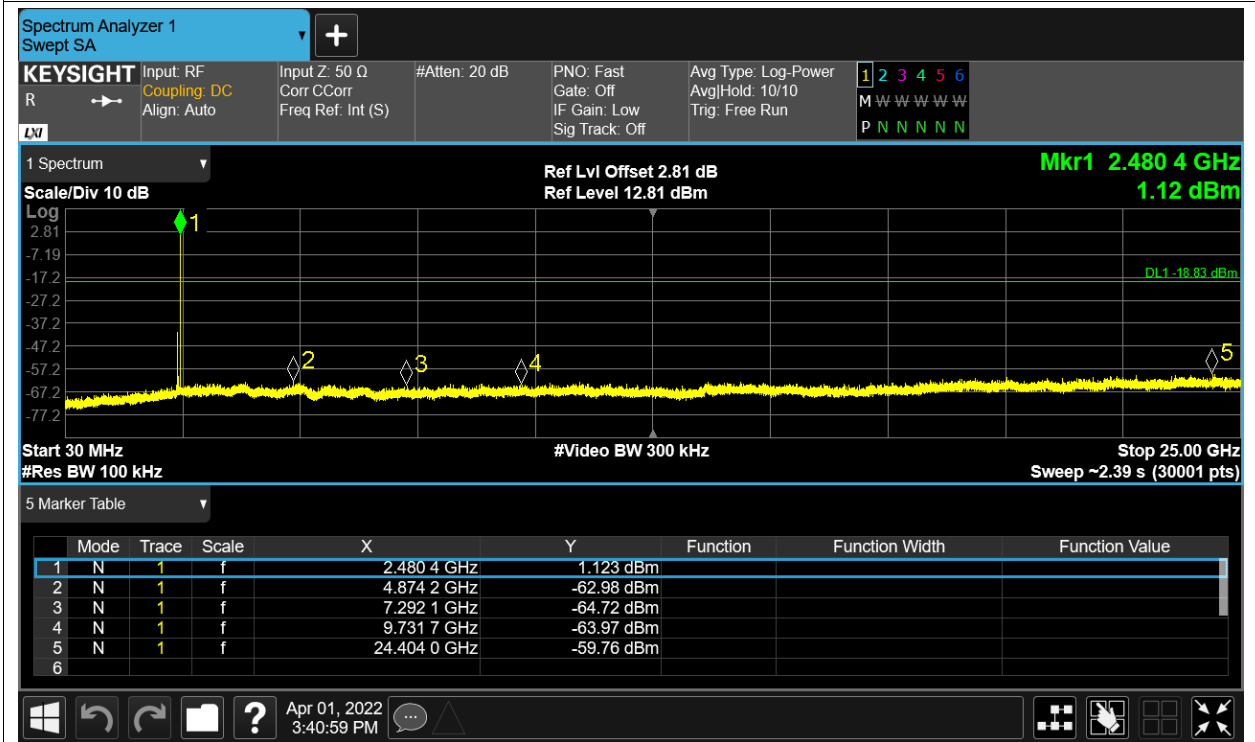 Spectrum Analyzer 1
Swept SA
KEYSIGHT Input: RF Input Z: 50 Ω #Atten: 20 dB PNO: Fast Avg Type: Log-Power 1 2 3 4 5 6
R Coupling: DC Corr CCorr Gate: Off Avg|Hold: 10/10 M W W W W W
Align: Auto Freq Ref: Int (S) IF Gain: Low Trig: Free Run
LXI Sig Track: Off P N N N N N
1 Spectrum Ref Lvl Offset 2.81 dB Mkr1 2.480 4 GHz
Scale/Div 10 dB Ref Level 12.81 dBm 1.12 dBm
Log
1
2.81
-7.19
-17.2
DL1 -18.83 dBm
-27.2
-37.2
-47.2
2 3 4 5
-57.2
-67.2
-77.2
Start 30 MHz #Video BW 300 kHz Stop 25.00 GHz
#Res BW 100 kHz Sweep ~2.39 s (30001 pts)
5 Marker Table
Mode Trace Scale X Y Function Function Width Function Value
1 N 1 f 2.480 4 GHz 1.123 dBm
2 N 1 f 4.874 2 GHz -62.98 dBm
3 N 1 f 7.292 1 GHz -64.72 dBm
4 N 1 f 9.731 7 GHz -63.97 dBm
5 N 1 f 24.404 0 GHz -59.76 dBm
6
? Apr 01, 2022
3:40:59 PM